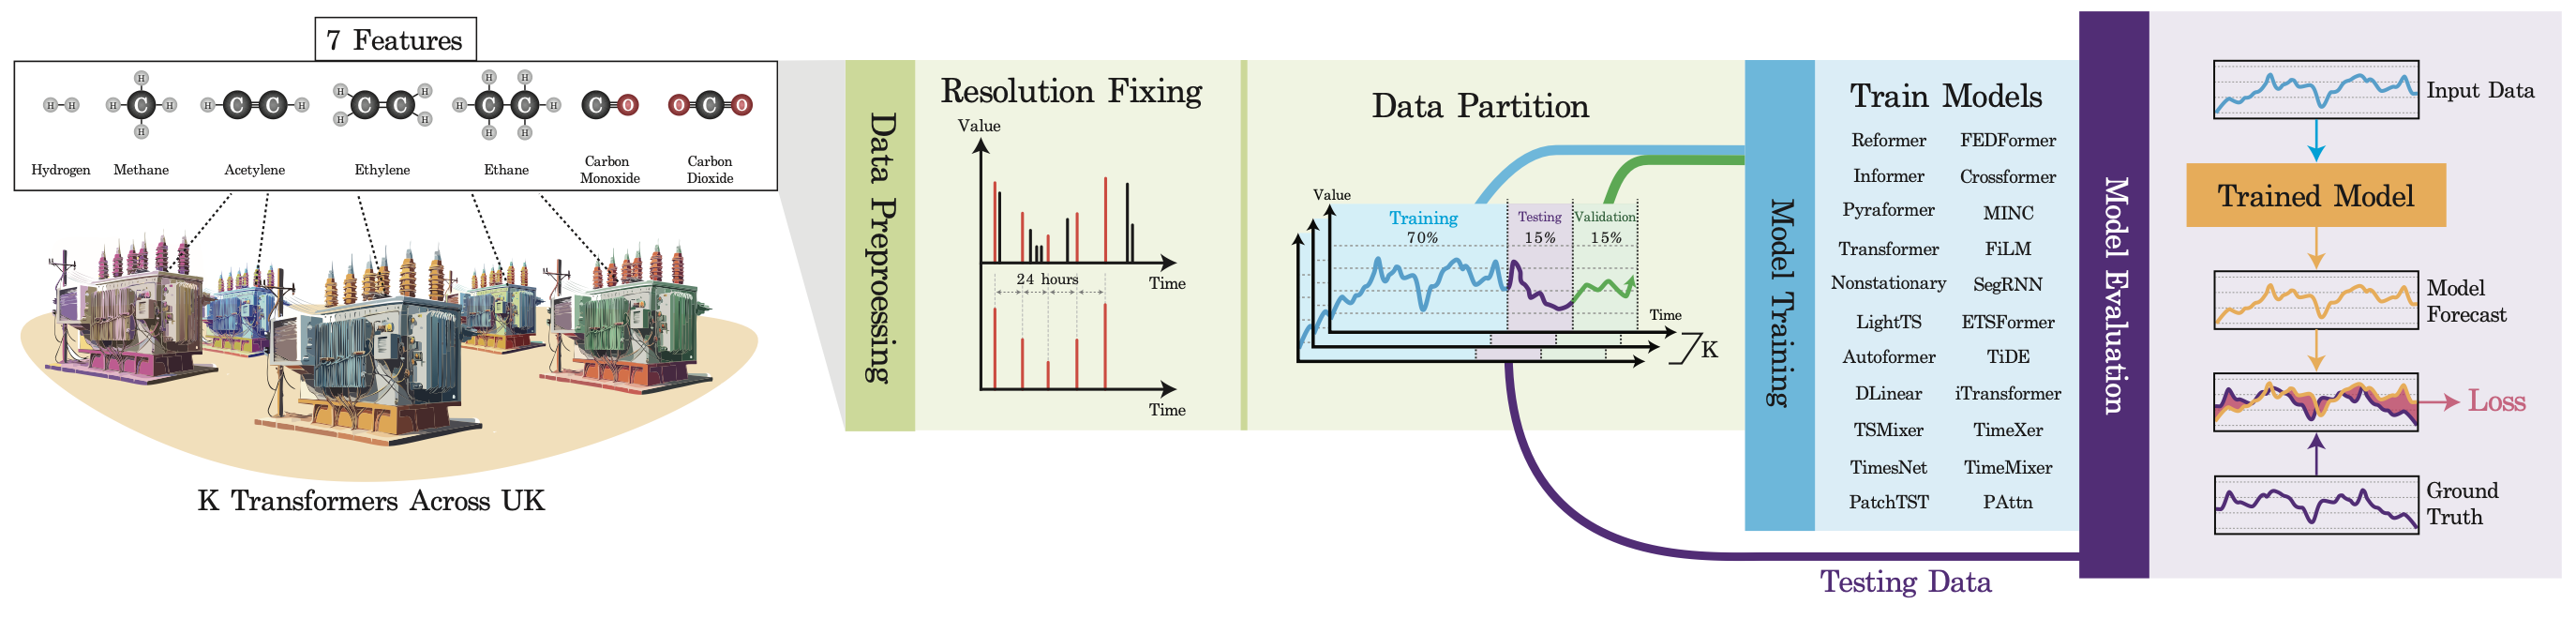 7 Features
H H
H
H C H
H
H C C H
H H
C C
H H
H H
H C C H
H H
C O
O C O
Hydrogen
Methane
Acetylene
Ethylene
Ethane
Carbon
Monoxide
Carbon
Dioxide
K Transformers Across UK
Data Preproessing
Resolution Fixing
Value
Time
24 hours
Time
Data Partition
Value
Training
70%
Testing
15%
Validation
15%
Time
K
Model Training
Train Models
Reformer FEDFormer
Informer Crossformer
Pyraformer MINC
Transformer FiLM
Nonstationary SegRNN
LightTS ETSFormer
Autoformer TiDE
DLinear iTransformer
TSMixer TimeXer
TimesNet TimeMixer
PatchTST PAttn
Testing Data
Model Evaluation
Input Data
Trained Model
Model
Forecast
Loss
Ground
Truth